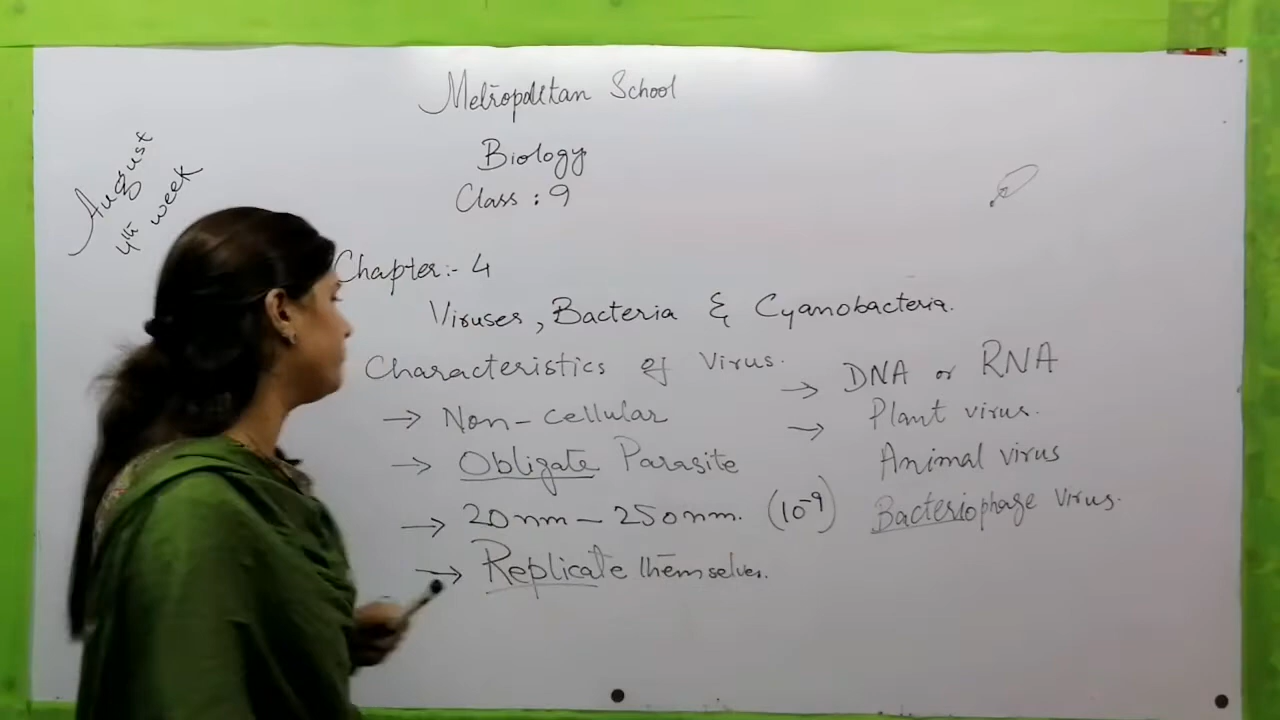 Metropolitan School
Biology
Class : 9
August
4th week
Chapter:- 4
Viruses, Bacteria & Cyanobacteria.
Characteristics of Virus.
→ Non-cellular
→ Obligate Parasite
→ 20nm – 250nm. (10⁻⁹)
→ Replicate themselves.
→ DNA or RNA
→ Plant virus.
Animal virus
Bacteriophage virus.